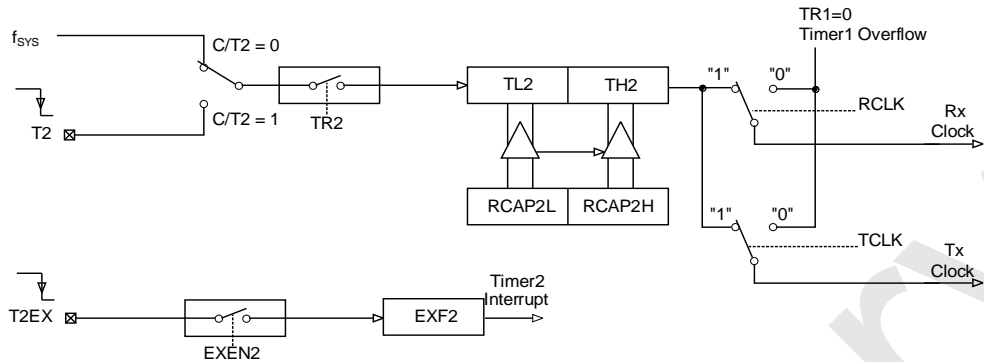 TR1=0
Timer1 Overflow
fSYS
C/T2 = 0
T2
C/T2 = 1
TR2
TL2
TH2
RCAP2L
RCAP2H
"1"
"0"
RCLK
Rx
Clock
"1"
"0"
TCLK
Tx
Clock
T2EX
EXEN2
EXF2
Timer2
Interrupt